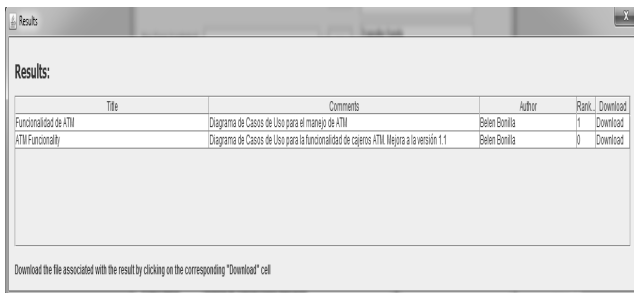 Results
X
Results:
Title Comments Author Rank... Download
Funcionalidad de ATM Diagrama de Casos de Uso para el manejo de ATM Belen Bonilla 1 Download
ATM Funcionality Diagrama de Casos de Uso para la funcionalidad de cajeros ATM. Mejora a la versión 1.1 Belen Bonilla 0 Download
Download the file associated with the result by clicking on the corresponding "Download" cell